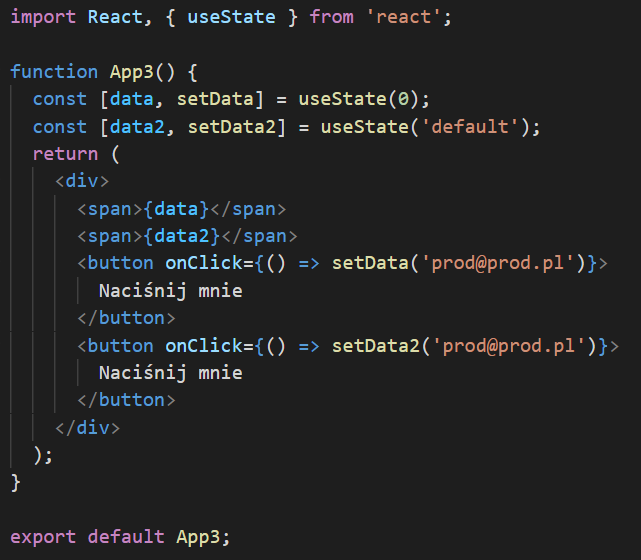 import React, { useState } from 'react';

function App3() {
  const [data, setData] = useState(0);
  const [data2, setData2] = useState('default');
  return (
    <div>
      <span>{data}</span>
      <span>{data2}</span>
      <button onClick={() => setData('prod@prod.pl')}>
        Naciśnij mnie
      </button>
      <button onClick={() => setData2('prod@prod.pl')}>
        Naciśnij mnie
      </button>
    </div>
  );
}

export default App3;